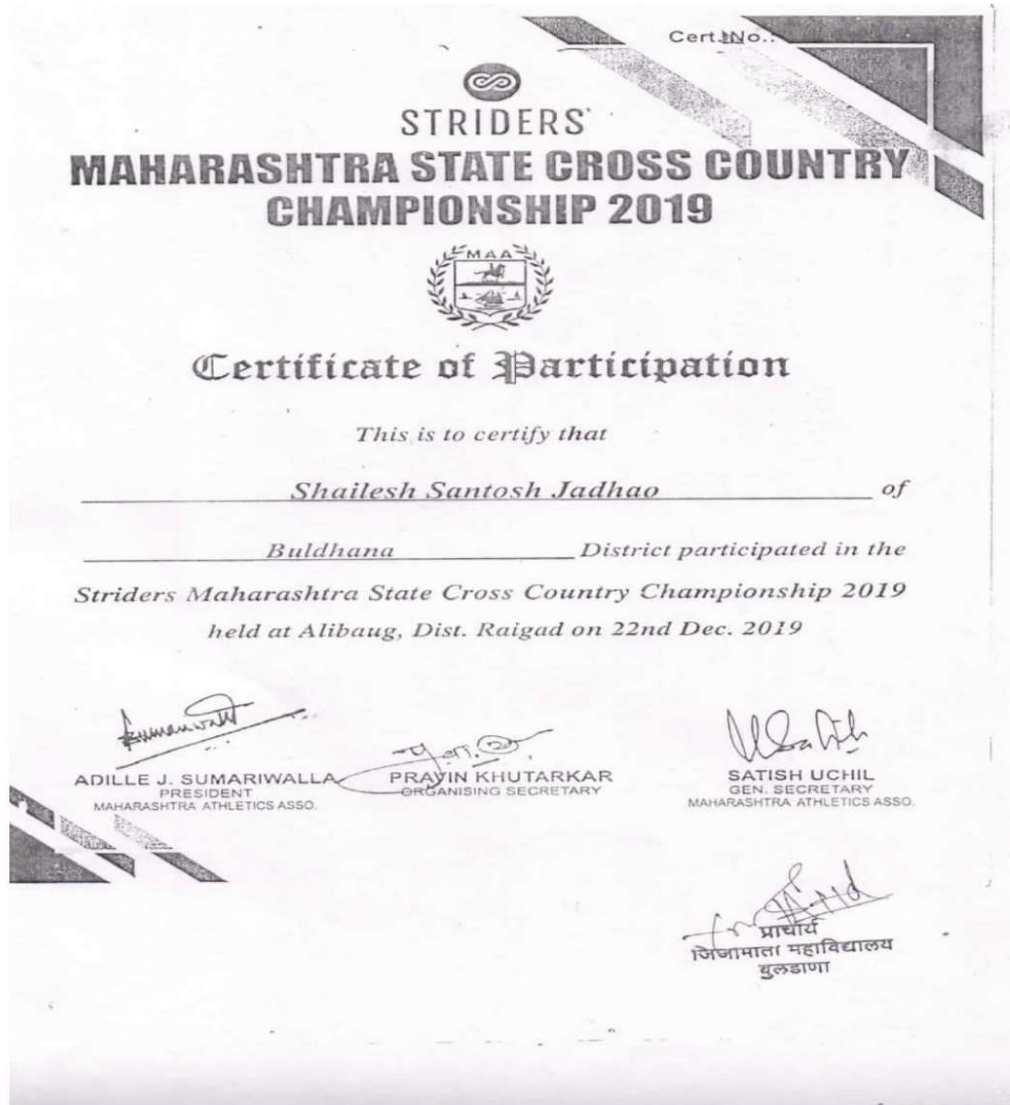 Cert. No.:
STRIDERS'
MAHARASHTRA STATE CROSS COUNTRY
CHAMPIONSHIP 2019
MAA
Certificate of Participation
This is to certify that
Shailesh Santosh Jadhao of
Buldhana District participated in the
Striders Maharashtra State Cross Country Championship 2019
held at Alibaug, Dist. Raigad on 22nd Dec. 2019
ADILLE J. SUMARIWALLA
PRESIDENT
MAHARASHTRA ATHLETICS ASSO.
PRAVIN KHUTARKAR
ORGANISING SECRETARY
SATISH UCHIL
GEN. SECRETARY
MAHARASHTRA ATHLETICS ASSO.
प्राचार्य
जिजामाता महाविद्यालय
बुलडाणा